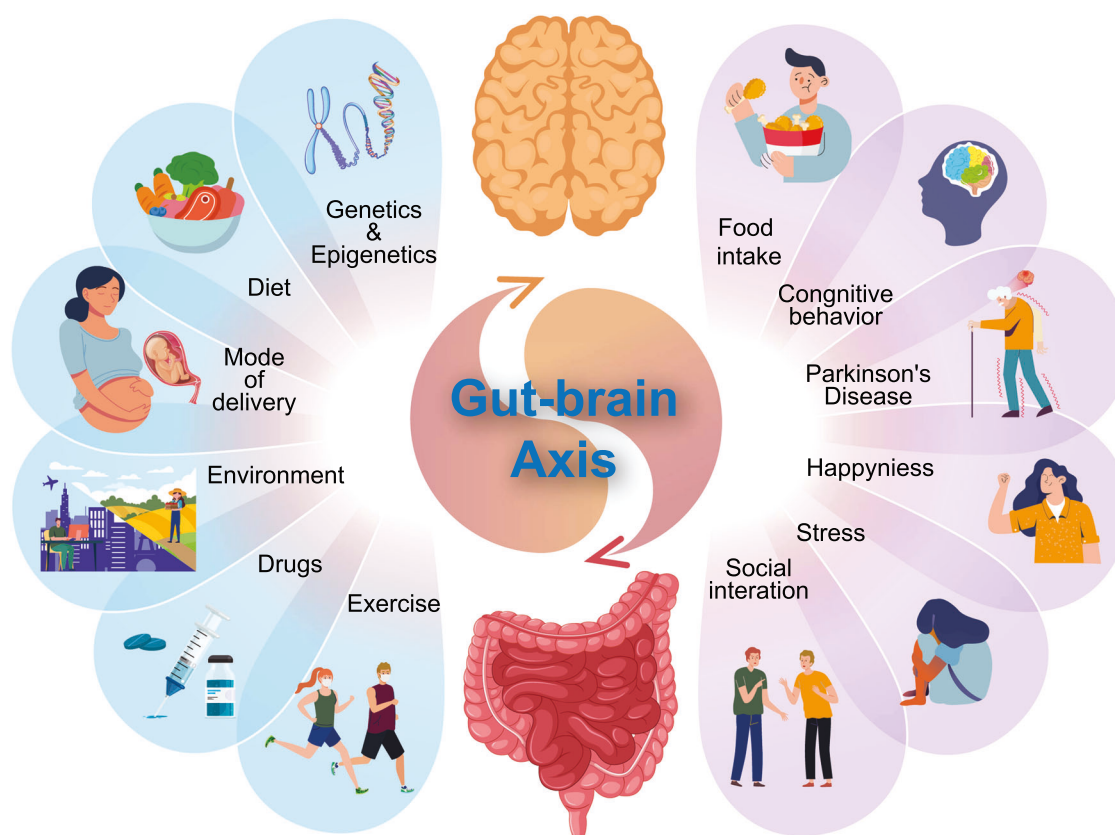 Genetics
&
Epigenetics
Diet
Mode
of
delivery
Environment
Drugs
Exercise
Gut-brain
Axis
Food
intake
Congnitive
behavior
Parkinson's
Disease
Happyniess
Stress
Social
interation